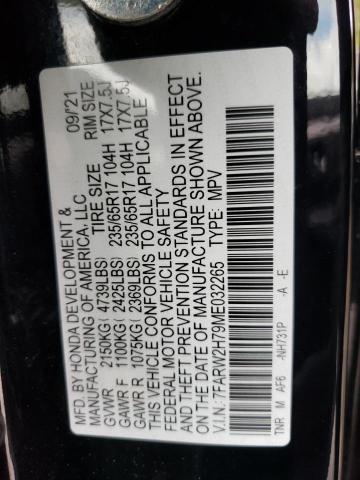 MFD. BY HONDA DEVELOPMENT & 09/21
MANUFACTURING OF AMERICA, LLC
TIRE SIZE RIM SIZE
GVWR 2150KG( 4739LBS)
GAWR F 1100KG( 2425LBS) 235/65R17 104H 17X7.5J
GAWR R 1075KG( 2369LBS) 235/65R17 104H 17X7.5J
THIS VEHICLE CONFORMS TO ALL APPLICABLE
FEDERAL MOTOR VEHICLE SAFETY
AND THEFT PREVENTION STANDARDS IN EFFECT
ON THE DATE OF MANUFACTURE SHOWN ABOVE.
V.I.N.: 7FARW2H79ME032265 TYPE: MPV
TNR M AF6 -NH731P -A -E